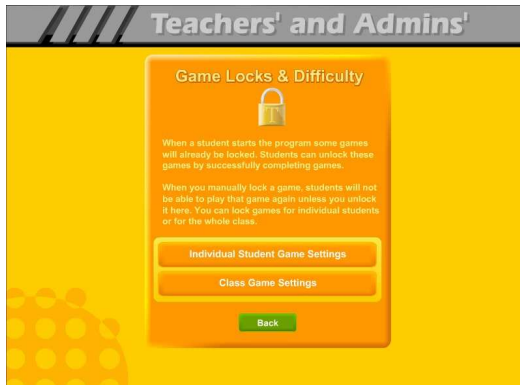 Teachers' and Admins'
Game Locks & Difficulty
When a student starts the program some games
will already be locked. Students can unlock these
games by successfully completing games.
When you manually lock a game, students will not
be able to play that game again unless you unlock
it here. You can lock games for individual students
or for the whole class.
Individual Student Game Settings
Class Game Settings
Back